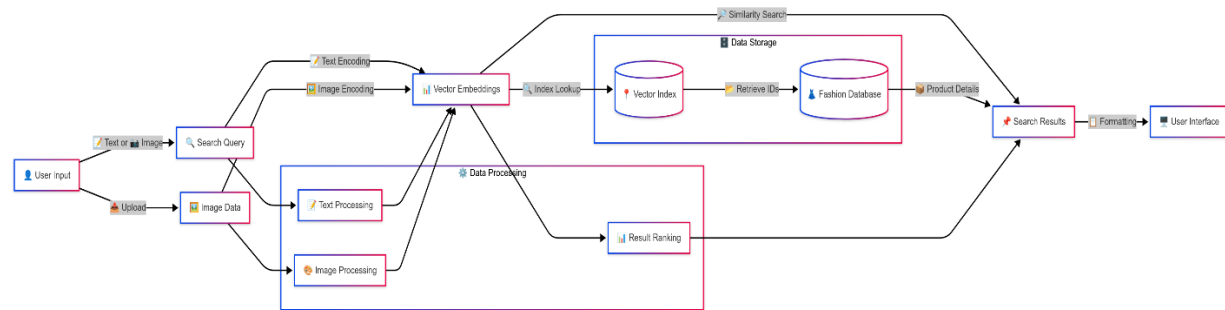 🔎 Similarity Search
🗄️ Data Storage
📝 Text Encoding
🖼️ Image Encoding
📊 Vector Embeddings
🔍 Index Lookup
📍 Vector Index
📂 Retrieve IDs
👗 Fashion Database
📦 Product Details
📌 Search Results
📋 Formatting
🖥️ User Interface
📝 Text or 📷 Image
🔍 Search Query
👤 User Input
📤 Upload
🖼️ Image Data
⚙️ Data Processing
📝 Text Processing
📊 Result Ranking
🎨 Image Processing